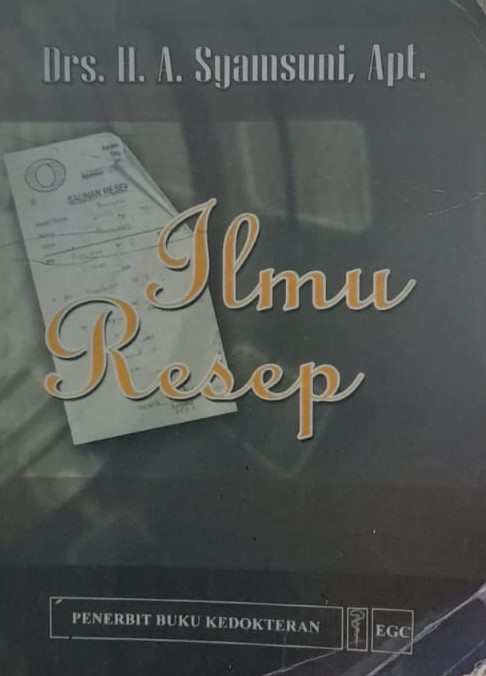 Drs. H. A. Syamsuni, Apt.
SALINAN RESEP
Ilmu
Resep
PENERBIT BUKU KEDOKTERAN
EGC